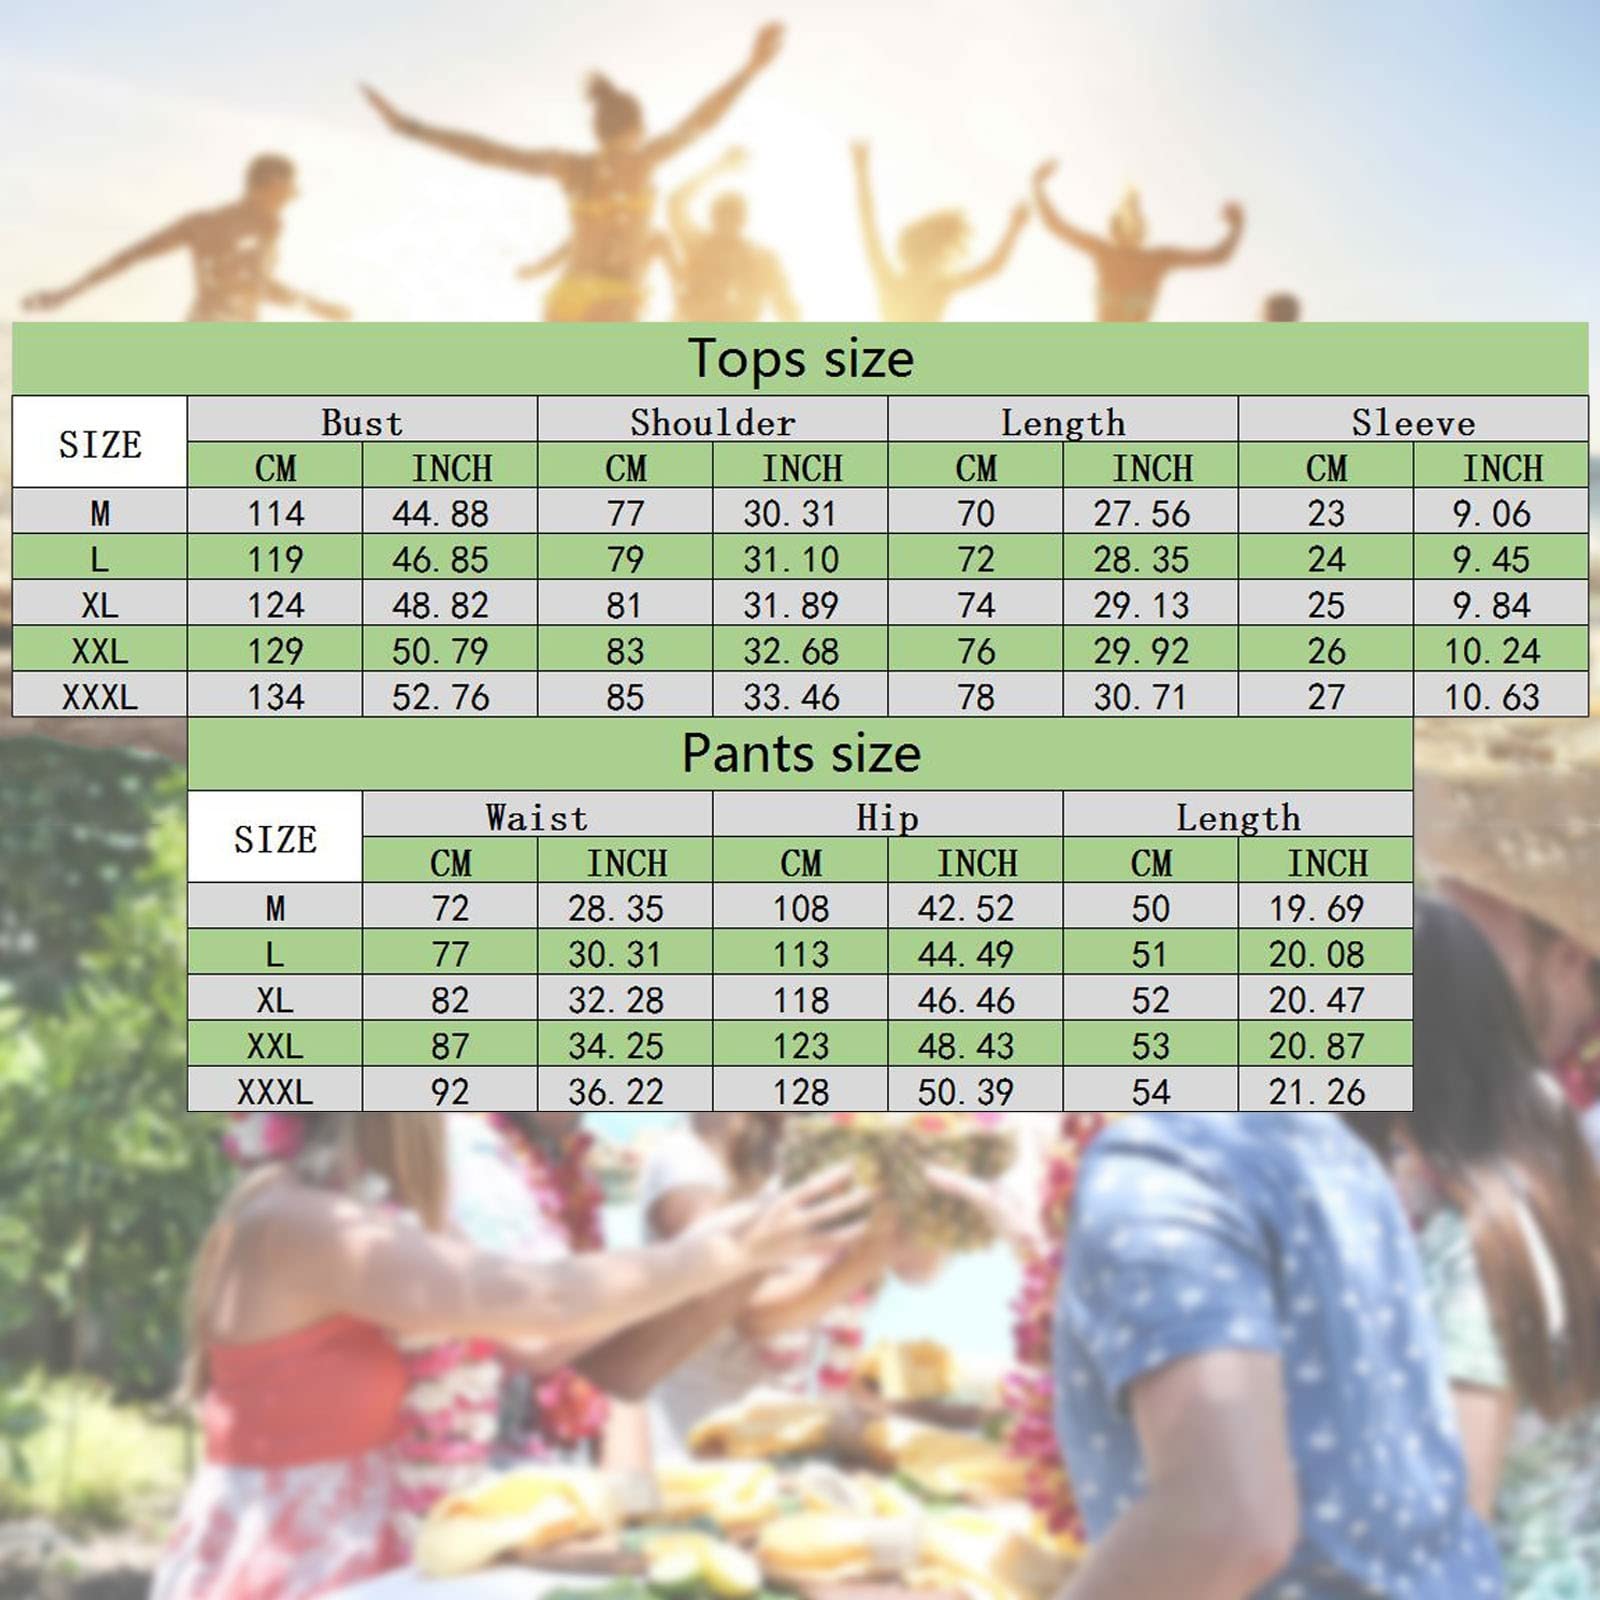 Tops size
SIZE Bust Shoulder Length Sleeve
CM INCH CM INCH CM INCH CM INCH
M 114 44.88 77 30.31 70 27.56 23 9.06
L 119 46.85 79 31.10 72 28.35 24 9.45
XL 124 48.82 81 31.89 74 29.13 25 9.84
XXL 129 50.79 83 32.68 76 29.92 26 10.24
XXXL 134 52.76 85 33.46 78 30.71 27 10.63
Pants size
SIZE Waist Hip Length
CM INCH CM INCH CM INCH
M 72 28.35 108 42.52 50 19.69
L 77 30.31 113 44.49 51 20.08
XL 82 32.28 118 46.46 52 20.47
XXL 87 34.25 123 48.43 53 20.87
XXXL 92 36.22 128 50.39 54 21.26